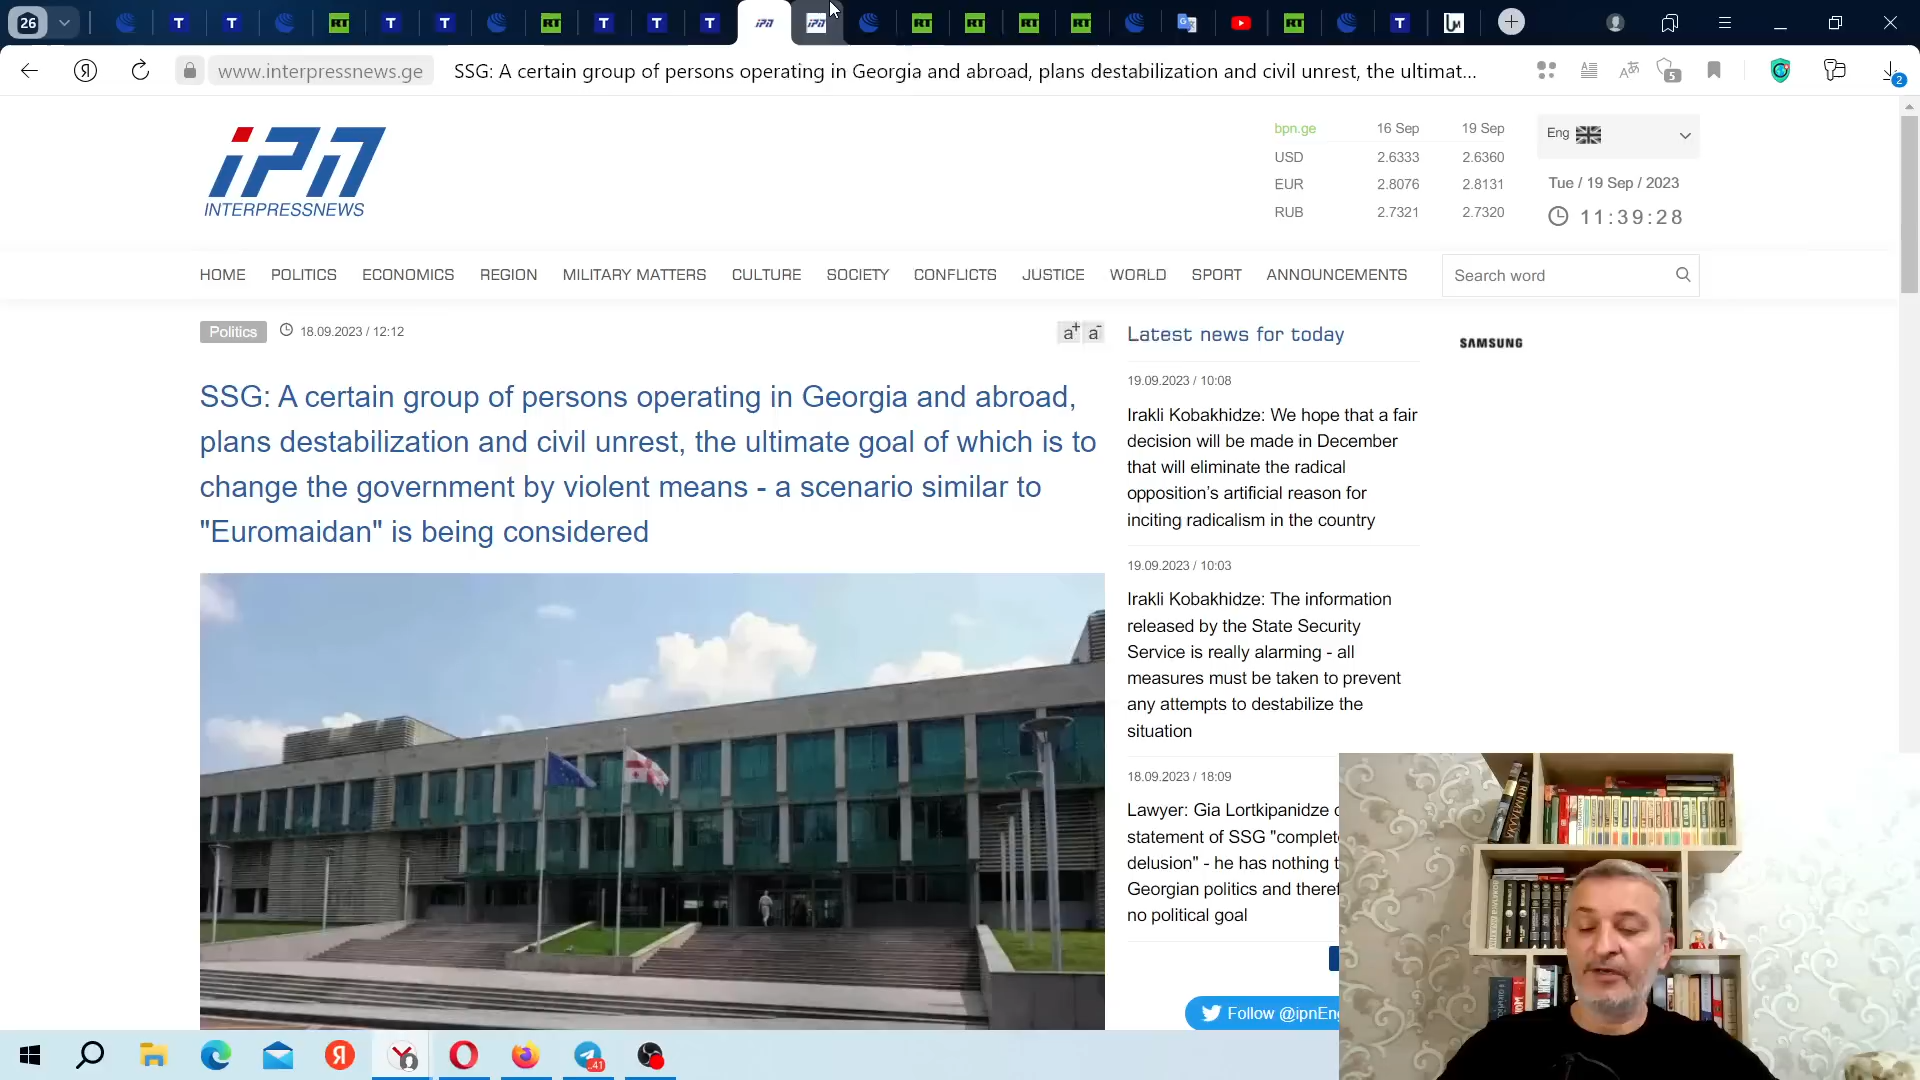 26
www.interpressnews.ge
SSG: A certain group of persons operating in Georgia and abroad, plans destabilization and civil unrest, the ultimat...
5
2
iPN
INTERPRESSNEWS
bpn.ge 16 Sep 19 Sep
USD 2.6333 2.6360
EUR 2.8076 2.8131
RUB 2.7321 2.7320
Eng
Tue / 19 Sep / 2023
11:39:28
HOME POLITICS ECONOMICS REGION MILITARY MATTERS CULTURE SOCIETY CONFLICTS JUSTICE WORLD SPORT ANNOUNCEMENTS
Search word
Politics 18.09.2023 / 12:12
a+ a-
SSG: A certain group of persons operating in Georgia and abroad,
plans destabilization and civil unrest, the ultimate goal of which is to
change the government by violent means - a scenario similar to
"Euromaidan" is being considered
Latest news for today
19.09.2023 / 10:08
Irakli Kobakhidze: We hope that a fair
decision will be made in December
that will eliminate the radical
opposition's artificial reason for
inciting radicalism in the country
19.09.2023 / 10:03
Irakli Kobakhidze: The information
released by the State Security
Service is really alarming - all
measures must be taken to prevent
any attempts to destabilize the
situation
18.09.2023 / 18:09
Lawyer: Gia Lortkipanidze
statement of SSG "complet
delusion" - he has nothing
Georgian politics and theref
no political goal
Follow @ipnEng
SAMSUNG
41